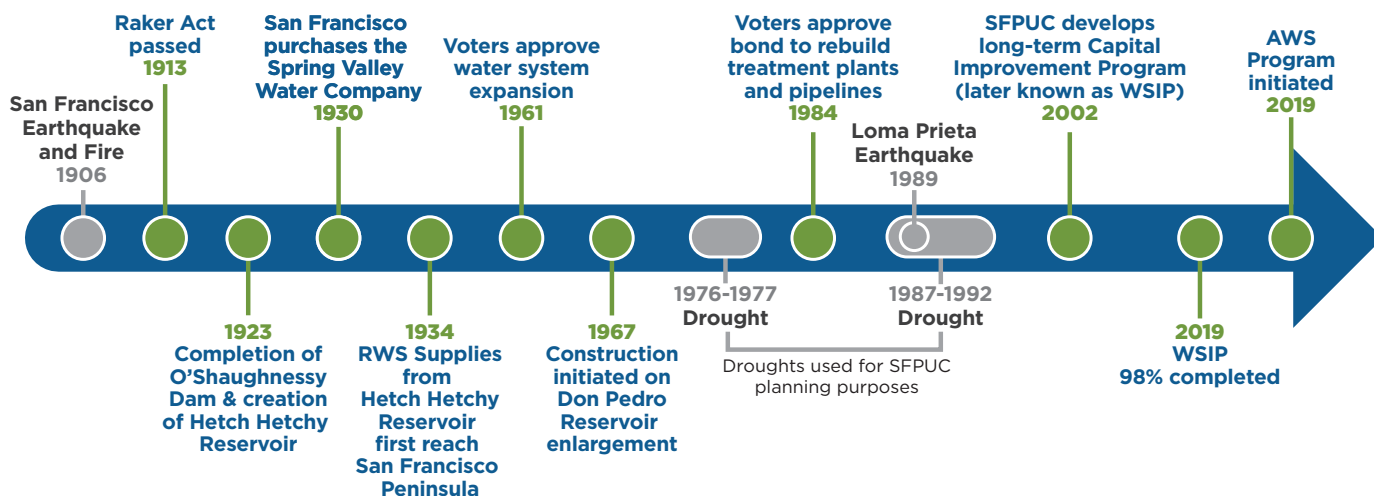 Raker Act
passed
1913
San Francisco
purchases the
Spring Valley
Water Company
1930
Voters approve
water system
expansion
1961
Voters approve
bond to rebuild
treatment plants
and pipelines
1984
SFPUC develops
long-term Capital
Improvement Program
(later known as WSIP)
2002
AWS
Program
initiated
2019
San Francisco
Earthquake
and Fire
1906
Loma Prieta
Earthquake
1989
1923
Completion of
O’Shaughnessy
Dam & creation
of Hetch Hetchy
Reservoir
1934
RWS Supplies
from
Hetch Hetchy
Reservoir
first reach
San Francisco
Peninsula
1967
Construction
initiated on
Don Pedro
Reservoir
enlargement
1976-1977
Drought
1987-1992
Drought
Droughts used for SFPUC
planning purposes
2019
WSIP
98% completed